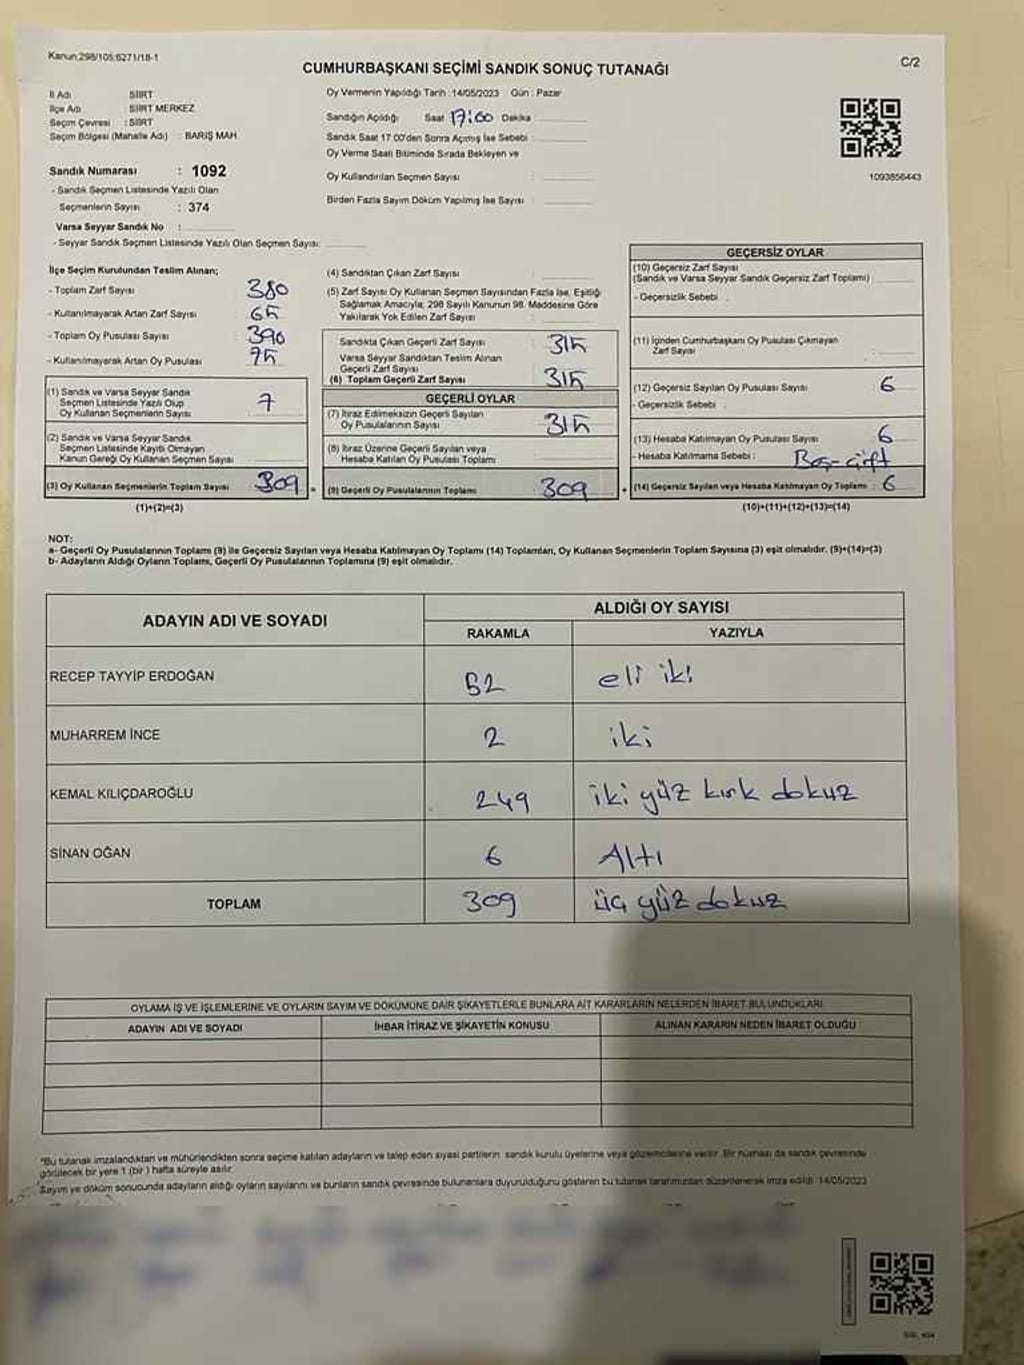 Kanun:298/105;6271/18-1
C/2
CUMHURBAŞKANI SEÇİMİ SANDIK SONUÇ TUTANAĞI
İl Adı : SİİRT
İlçe Adı : SİİRT MERKEZ
Seçim Çevresi : SİİRT
Seçim Bölgesi (Mahalle Adı) : BARIŞ MAH
Sandık Numarası : 1092
- Sandık Seçmen Listesinde Yazılı Olan
Seçmenlerin Sayısı : 374
Varsa Seyyar Sandık No :
- Seyyar Sandık Seçmen Listesinde Yazılı Olan Seçmen Sayısı:
Oy Vermenin Yapıldığı Tarih :14/05/2023 Gün : Pazar
Sandığın Açıldığı Saat 17:00 Dakika
Sandık Saat 17.00'den Sonra Açımış İse Sebebi :
Oy Verme Saati Bitiminde Sırada Bekleyen ve
Oy Kullandırılan Seçmen Sayısı :
Birden Fazla Sayım Döküm Yapılmış İse Sayısı :
1093856443
İlçe Seçim Kurulundan Teslim Alınan;
- Toplam Zarf Sayısı : 380
- Kullanılmayarak Artan Zarf Sayısı : 65
- Toplam Oy Pusulası Sayısı : 390
- Kullanılmayarak Artan Oy Pusulası : 75
(1) Sandık ve Varsa Seyyar Sandık
Seçmen Listesinde Yazılı Olup
Oy Kullanan Seçmenlerin Sayısı : 7
(2) Sandık ve Varsa Seyyar Sandık
Seçmen Listesinde Kayıtlı Olmayan
Kanun Gereği Oy Kullanan Seçmen Sayısı
(3) Oy Kullanan Seçmenlerin Toplam Sayısı 309
(1)+(2)=(3)
(4) Sandıktan Çıkan Zarf Sayısı :
(5) Zarf Sayısı Oy Kullanan Seçmen Sayısından Fazla İse, Eşitliği
Sağlamak Amacıyla; 298 Sayılı Kanunun 98. Maddesine Göre
Yakılarak Yok Edilen Zarf Sayısı :
Sandıkta Çıkan Geçerli Zarf Sayısı : 315
Varsa Seyyar Sandıktan Teslim Alınan
Geçerli Zarf Sayısı :
(6) Toplam Geçerli Zarf Sayısı : 315
GEÇERLİ OYLAR
(7) İtiraz Edilmeksizin Geçerli Sayılan
Oy Pusulalarının Sayısı : 315
(8) İtiraz Üzerine Geçerli Sayılan veya
Hesaba Katılan Oy Pusulası Toplamı :
(9) Geçerli Oy Pusulalarının Toplamı : 309
GEÇERSİZ OYLAR
(10) Geçersiz Zarf Sayısı
(Sandık ve Varsa Seyyar Sandık Geçersiz Zarf Toplamı) :
- Geçersizlik Sebebi :
(11) İçinden Cumhurbaşkanı Oy Pusulası Çıkmayan
Zarf Sayısı :
(12) Geçersiz Sayılan Oy Pusulası Sayısı : 6
- Geçersizlik Sebebi :
(13) Hesaba Katılmayan Oy Pusulası Sayısı : 6
- Hesaba Katılmama Sebebi : Boş-çift
(14) Geçersiz Sayılan veya Hesaba Katılmayan Oy Toplamı : 6
(10)+(11)+(12)+(13)=(14)
NOT:
a- Geçerli Oy Pusulalarının Toplamı (9) ile Geçersiz Sayılan veya Hesaba Katılmayan Oy Toplamı (14) Toplamları, Oy Kullanan Seçmenlerin Toplam Sayısına (3) eşit olmalıdır. (9)+(14)=(3)
b- Adayların Aldığı Oyların Toplamı, Geçerli Oy Pusulalarının Toplamına (9) eşit olmalıdır.
ADAYIN ADI VE SOYADI
ALDIĞI OY SAYISI
RAKAMLA YAZIYLA
RECEP TAYYİP ERDOĞAN 52 eli iki
MUHARREM İNCE 2 iki
KEMAL KILIÇDAROĞLU 249 iki yüz kırk dokuz
SİNAN OĞAN 6 Altı
TOPLAM 309 üç yüz dokuz
OYLAMA İŞ VE İŞLEMLERİNE VE OYLARIN SAYIM VE DÖKÜMÜNE DAİR ŞİKAYETLERLE BUNLARA AİT KARARLARIN NELERDEN İBARET BULUNDUKLARI
ADAYIN ADI VE SOYADI İHBAR İTİRAZ VE ŞİKAYETİN KONUSU ALINAN KARARIN NEDEN İBARET OLDUĞU
*Bu tutanak imzalandıktan ve mühürlendikten sonra seçime katılan adayların ve talep eden siyasi partilerin sandık kurulu üyelerine veya gözlemcilerine verilir. Bir nüshası da sandık çevresinde
görülecek bir yere 1 (bir) hafta süreyle asılır.
Sayım ve döküm sonucunda adayların aldığı oyların sayılarını ve bunların sandık çevresinde bulunanlara duyurulduğunu gösteren bu tutanak tarafımızdan düzenlenerek imza edildi. 14/05/2023